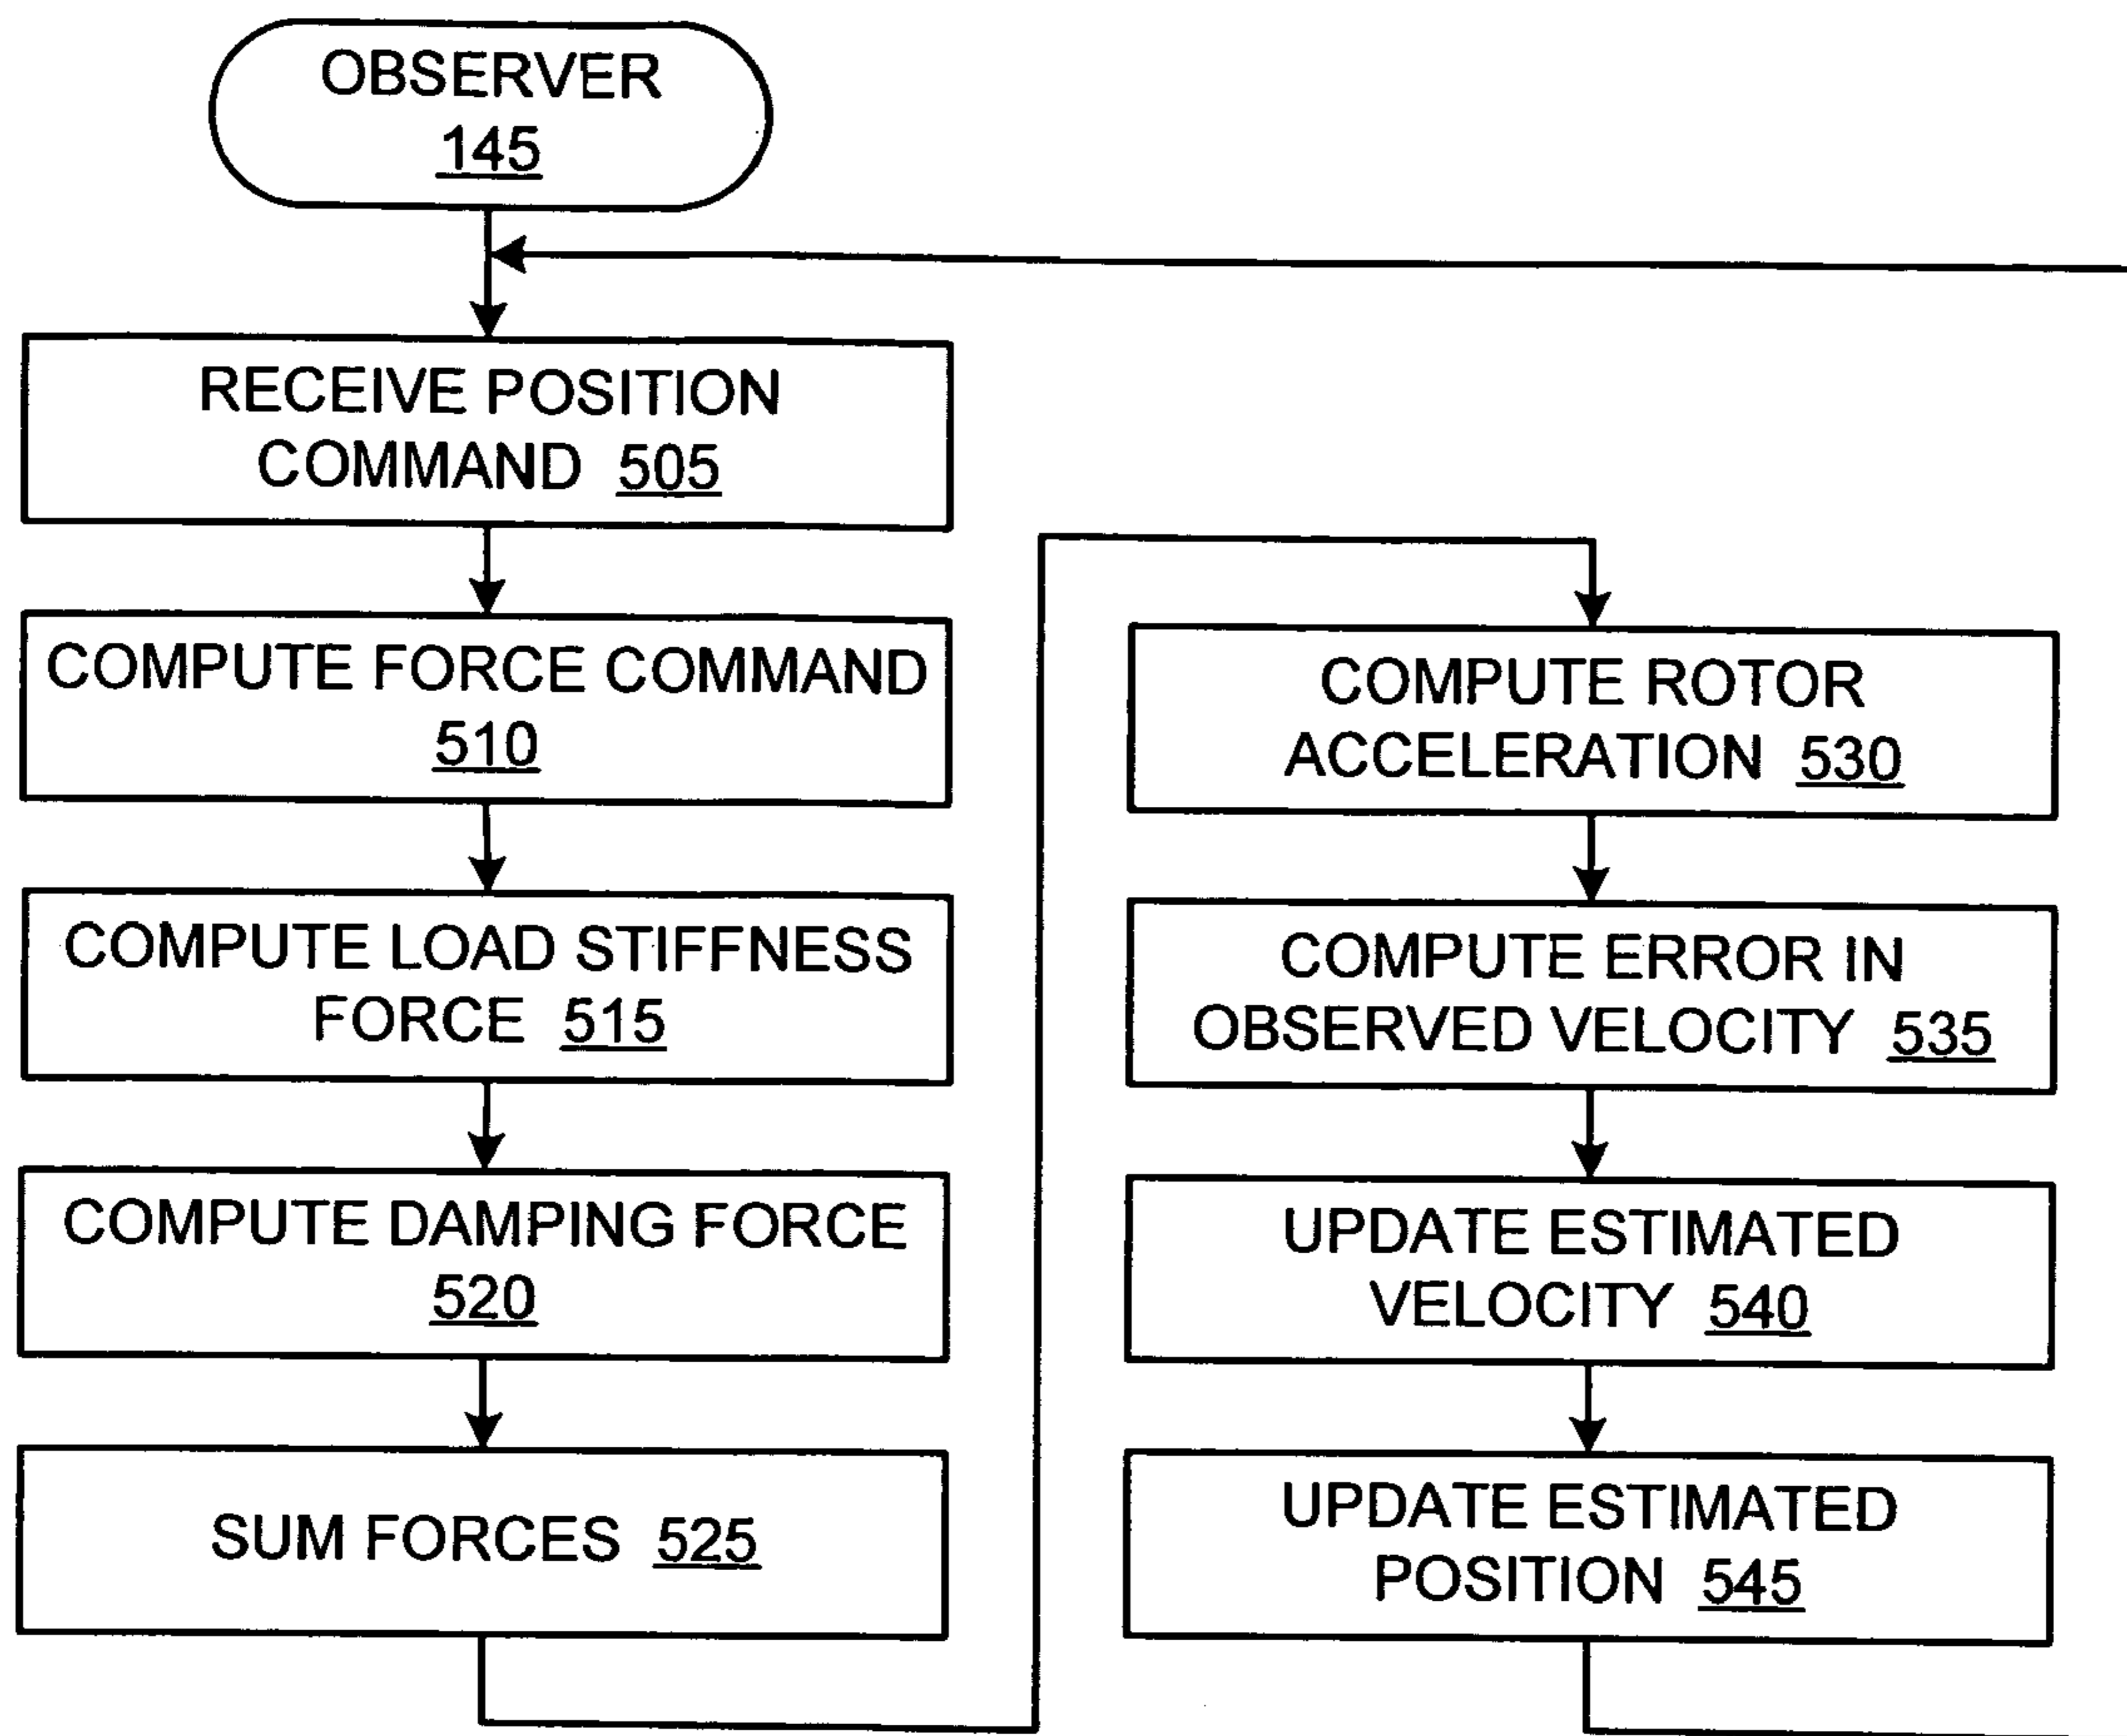 OBSERVER
145
RECEIVE POSITION
COMMAND 505
COMPUTE FORCE COMMAND
510
COMPUTE LOAD STIFFNESS
FORCE 515
COMPUTE DAMPING FORCE
520
SUM FORCES 525
COMPUTE ROTOR
ACCELERATION 530
COMPUTE ERROR IN
OBSERVED VELOCITY 535
UPDATE ESTIMATED
VELOCITY 540
UPDATE ESTIMATED
POSITION 545